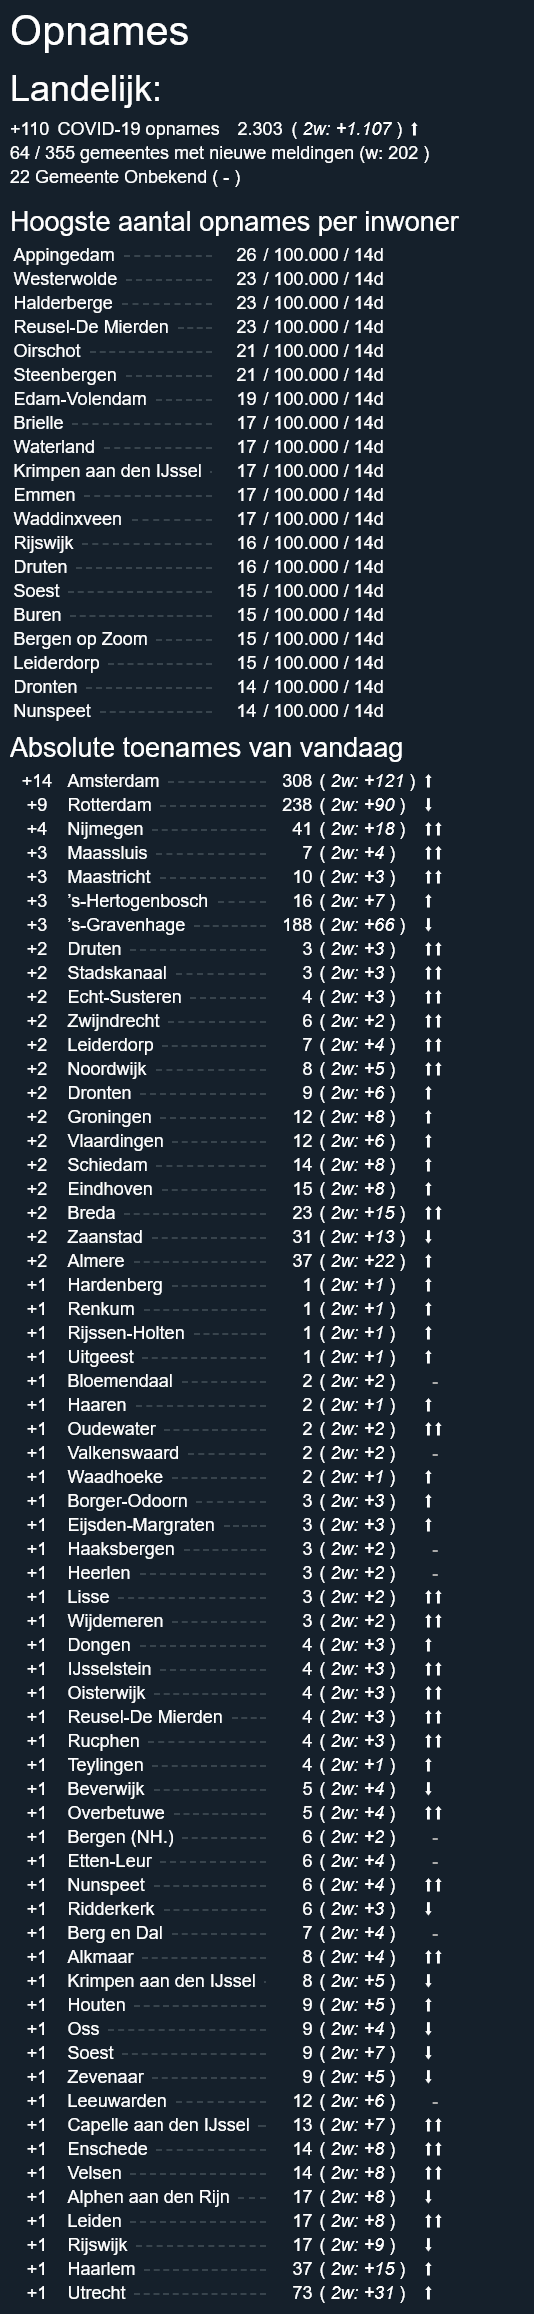 Opnames
Landelijk:
+110 COVID-19 opnames 2.303 ( 2w: +1.107 ) ⬆
64 / 355 gemeentes met nieuwe meldingen (w: 202 )
22 Gemeente Onbekend ( - )
Hoogste aantal opnames per inwoner
Appingedam ---------- 26 / 100.000 / 14d
Westerwolde ---------- 23 / 100.000 / 14d
Halderberge ---------- 23 / 100.000 / 14d
Reusel-De Mierden ---- 23 / 100.000 / 14d
Oirschot -------------- 21 / 100.000 / 14d
Steenbergen ---------- 21 / 100.000 / 14d
Edam-Volendam ------ 19 / 100.000 / 14d
Brielle ---------------- 17 / 100.000 / 14d
Waterland ------------ 17 / 100.000 / 14d
Krimpen aan den IJssel - 17 / 100.000 / 14d
Emmen -------------- 17 / 100.000 / 14d
Waddinxveen --------- 17 / 100.000 / 14d
Rijswijk --------------- 16 / 100.000 / 14d
Druten --------------- 16 / 100.000 / 14d
Soest ---------------- 15 / 100.000 / 14d
Buren ---------------- 15 / 100.000 / 14d
Bergen op Zoom ------ 15 / 100.000 / 14d
Leiderdorp ------------ 15 / 100.000 / 14d
Dronten -------------- 14 / 100.000 / 14d
Nunspeet ------------ 14 / 100.000 / 14d
Absolute toenames van vandaag
+14 Amsterdam ----------- 308 ( 2w: +121 ) ⬆
+9 Rotterdam ------------ 238 ( 2w: +90 ) ⬇
+4 Nijmegen ------------- 41 ( 2w: +18 ) ⬆⬆
+3 Maassluis ------------ 7 ( 2w: +4 ) ⬆⬆
+3 Maastricht ------------ 10 ( 2w: +3 ) ⬆⬆
+3 's-Hertogenbosch ------ 16 ( 2w: +7 ) ⬆
+3 's-Gravenhage --------- 188 ( 2w: +66 ) ⬇
+2 Druten --------------- 3 ( 2w: +3 ) ⬆⬆
+2 Stadskanaal ---------- 3 ( 2w: +3 ) ⬆⬆
+2 Echt-Susteren --------- 4 ( 2w: +3 ) ⬆⬆
+2 Zwijndrecht ----------- 6 ( 2w: +2 ) ⬆⬆
+2 Leiderdorp ------------ 7 ( 2w: +4 ) ⬆⬆
+2 Noordwijk ------------ 8 ( 2w: +5 ) ⬆⬆
+2 Dronten -------------- 9 ( 2w: +6 ) ⬆
+2 Groningen ------------ 12 ( 2w: +8 ) ⬆
+2 Vlaardingen ----------- 12 ( 2w: +6 ) ⬆
+2 Schiedam ------------ 14 ( 2w: +8 ) ⬆
+2 Eindhoven ------------ 15 ( 2w: +8 ) ⬆
+2 Breda --------------- 23 ( 2w: +15 ) ⬆⬆
+2 Zaanstad ------------- 31 ( 2w: +13 ) ⬇
+2 Almere --------------- 37 ( 2w: +22 ) ⬆
+1 Hardenberg ----------- 1 ( 2w: +1 ) ⬆
+1 Renkum -------------- 1 ( 2w: +1 ) ⬆
+1 Rijssen-Holten --------- 1 ( 2w: +1 ) ⬆
+1 Uitgeest -------------- 1 ( 2w: +1 ) ⬆
+1 Bloemendaal ---------- 2 ( 2w: +2 ) -
+1 Haaren --------------- 2 ( 2w: +1 ) ⬆
+1 Oudewater ------------ 2 ( 2w: +2 ) ⬆⬆
+1 Valkenswaard --------- 2 ( 2w: +2 ) -
+1 Waadhoeke ----------- 2 ( 2w: +1 ) ⬆
+1 Borger-Odoorn -------- 3 ( 2w: +3 ) ⬆
+1 Eijsden-Margraten ----- 3 ( 2w: +3 ) ⬆
+1 Haaksbergen ---------- 3 ( 2w: +2 ) -
+1 Heerlen --------------- 3 ( 2w: +2 ) -
+1 Lisse ---------------- 3 ( 2w: +2 ) ⬆⬆
+1 Wijdemeren ----------- 3 ( 2w: +2 ) ⬆⬆
+1 Dongen -------------- 4 ( 2w: +3 ) ⬆
+1 IJsselstein ------------ 4 ( 2w: +3 ) ⬆⬆
+1 Oisterwijk ------------- 4 ( 2w: +3 ) ⬆⬆
+1 Reusel-De Mierden ---- 4 ( 2w: +3 ) ⬆⬆
+1 Rucphen ------------- 4 ( 2w: +3 ) ⬆⬆
+1 Teylingen ------------- 4 ( 2w: +1 ) ⬆
+1 Beverwijk ------------- 5 ( 2w: +4 ) ⬇
+1 Overbetuwe ----------- 5 ( 2w: +4 ) ⬆⬆
+1 Bergen (NH.) ---------- 6 ( 2w: +2 ) -
+1 Etten-Leur ------------ 6 ( 2w: +4 ) -
+1 Nunspeet ------------ 6 ( 2w: +4 ) ⬆⬆
+1 Ridderkerk ------------ 6 ( 2w: +3 ) ⬇
+1 Berg en Dal ----------- 7 ( 2w: +4 ) -
+1 Alkmaar -------------- 8 ( 2w: +4 ) ⬆⬆
+1 Krimpen aan den IJssel - 8 ( 2w: +5 ) ⬇
+1 Houten --------------- 9 ( 2w: +5 ) ⬆
+1 Oss ----------------- 9 ( 2w: +4 ) ⬇
+1 Soest ---------------- 9 ( 2w: +7 ) ⬇
+1 Zevenaar ------------- 9 ( 2w: +5 ) ⬇
+1 Leeuwarden ----------- 12 ( 2w: +6 ) -
+1 Capelle aan den IJssel - 13 ( 2w: +7 ) ⬆⬆
+1 Enschede ------------ 14 ( 2w: +8 ) ⬆⬆
+1 Velsen --------------- 14 ( 2w: +8 ) ⬆⬆
+1 Alphen aan den Rijn --- 17 ( 2w: +8 ) ⬇
+1 Leiden --------------- 17 ( 2w: +8 ) ⬆⬆
+1 Rijswijk --------------- 17 ( 2w: +9 ) ⬇
+1 Haarlem -------------- 37 ( 2w: +15 ) ⬆
+1 Utrecht --------------- 73 ( 2w: +31 ) ⬆